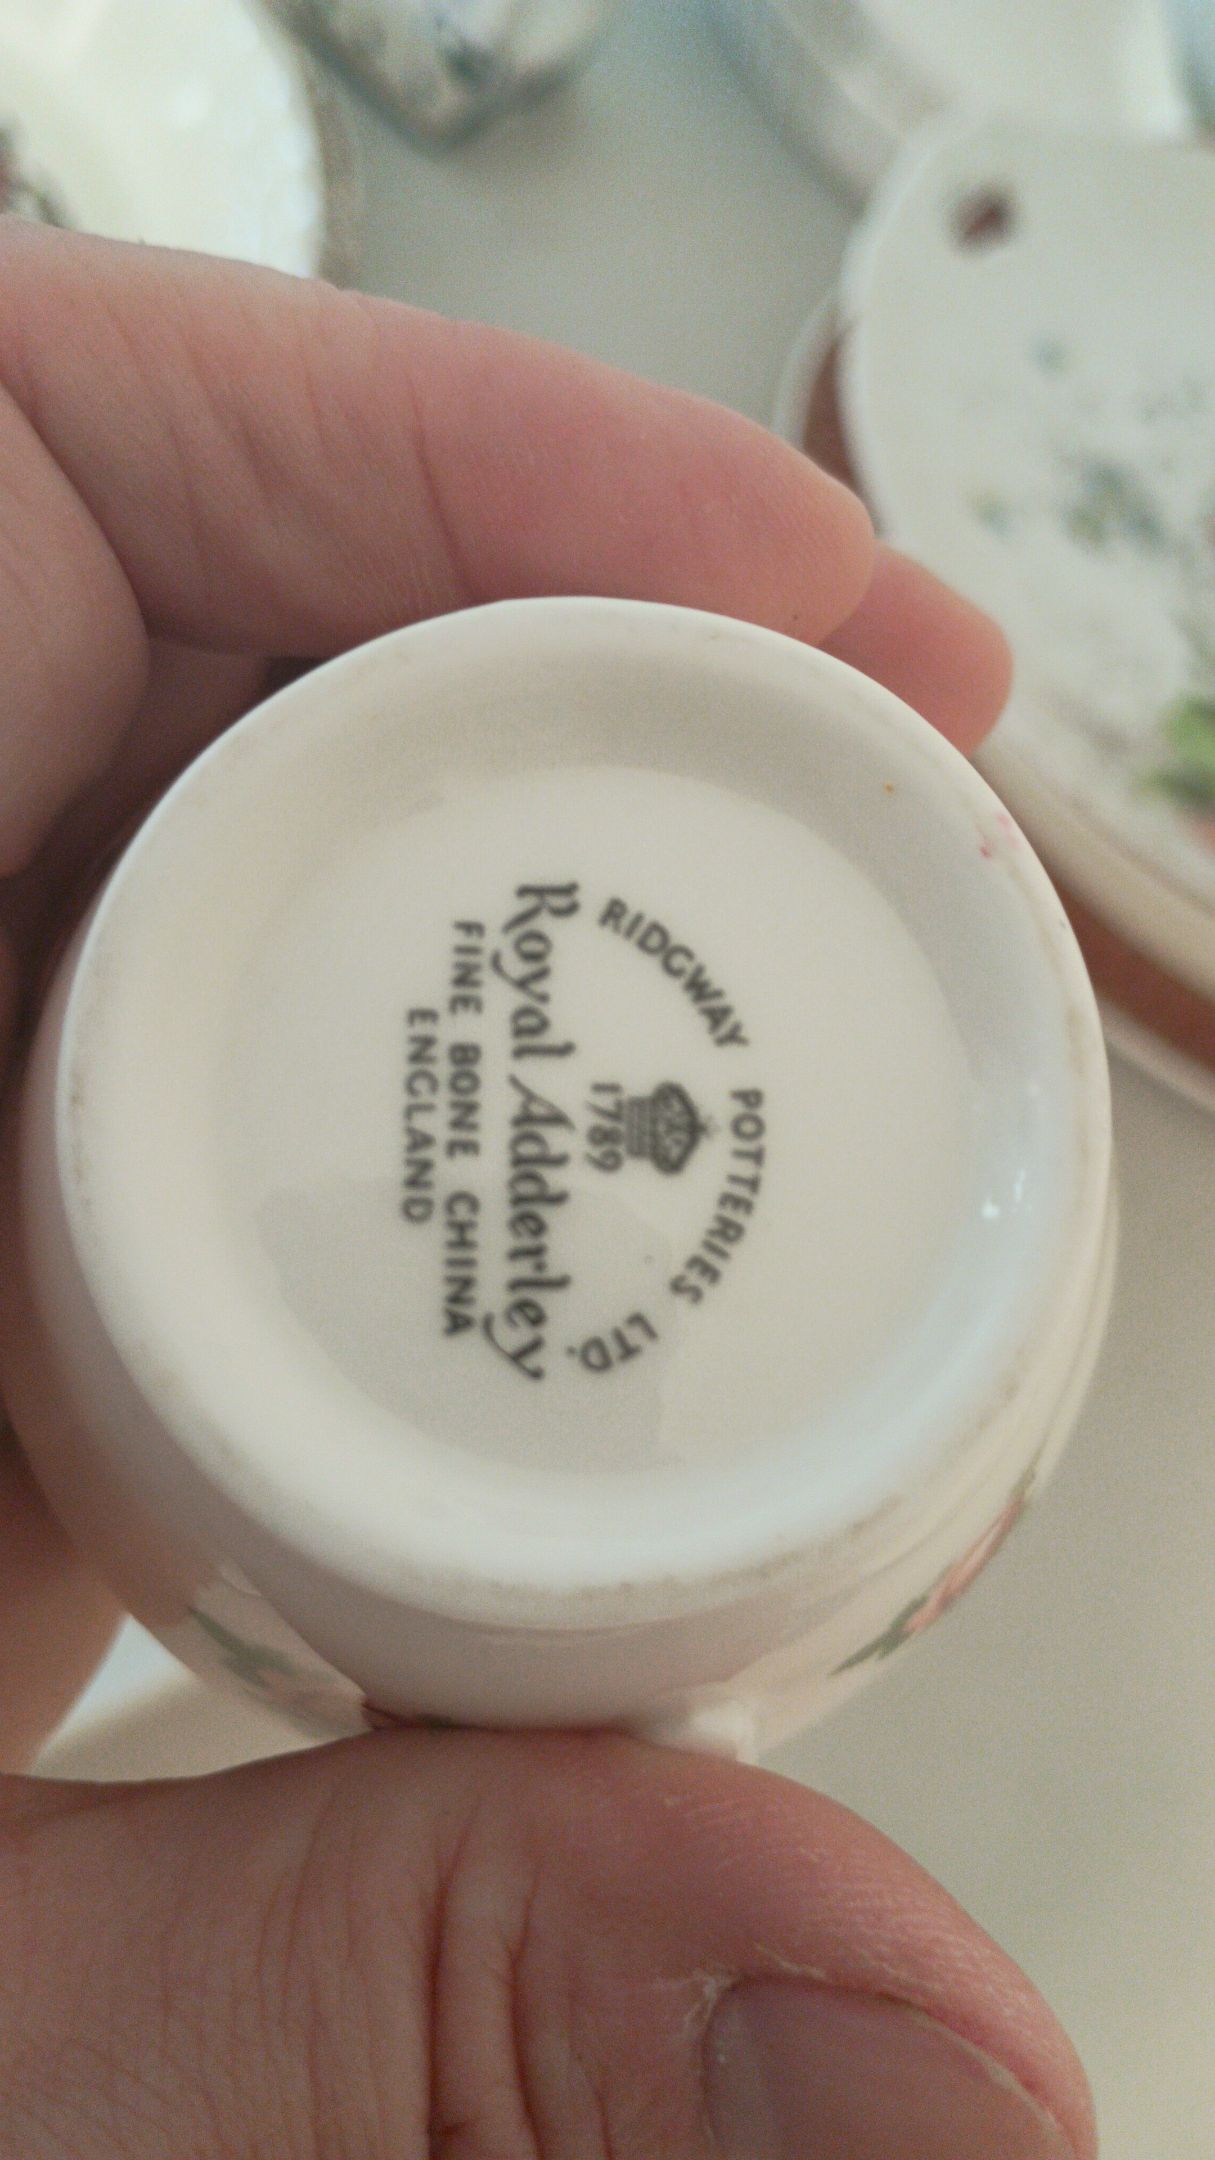 RIDGWAY POTTERIES LTD.
1789
Royal Adderley
FINE BONE CHINA
ENGLAND